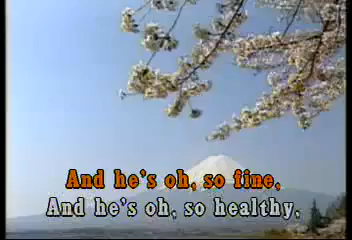 And he's oh, so fine.
And he's oh, so healthy.